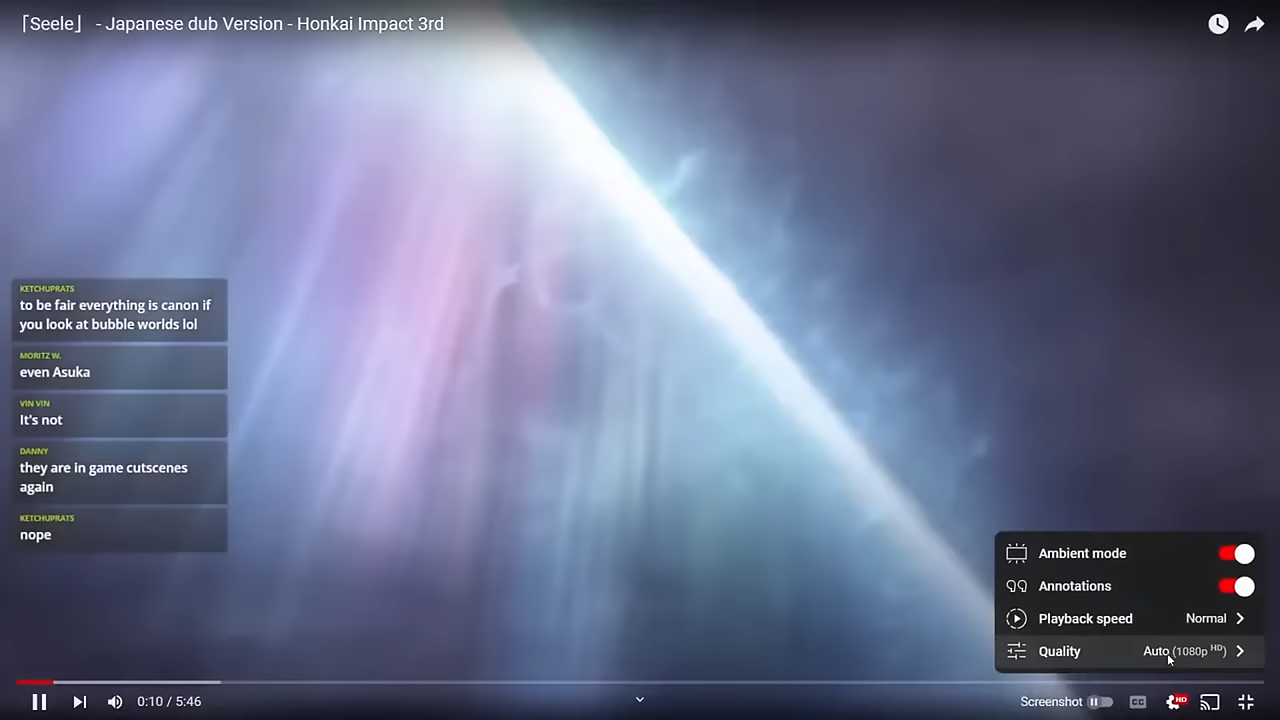 「Seele」 - Japanese dub Version - Honkai Impact 3rd
KETCHUPRATS
to be fair everything is canon if
you look at bubble worlds lol
MORITZ W.
even Asuka
VIN VIN
It's not
DANNY
they are in game cutscenes
again
KETCHUPRATS
nope
Ambient mode
Annotations
Playback speed Normal
Quality Auto (1080p HD)
0:10 / 5:46 Screenshot CC HD